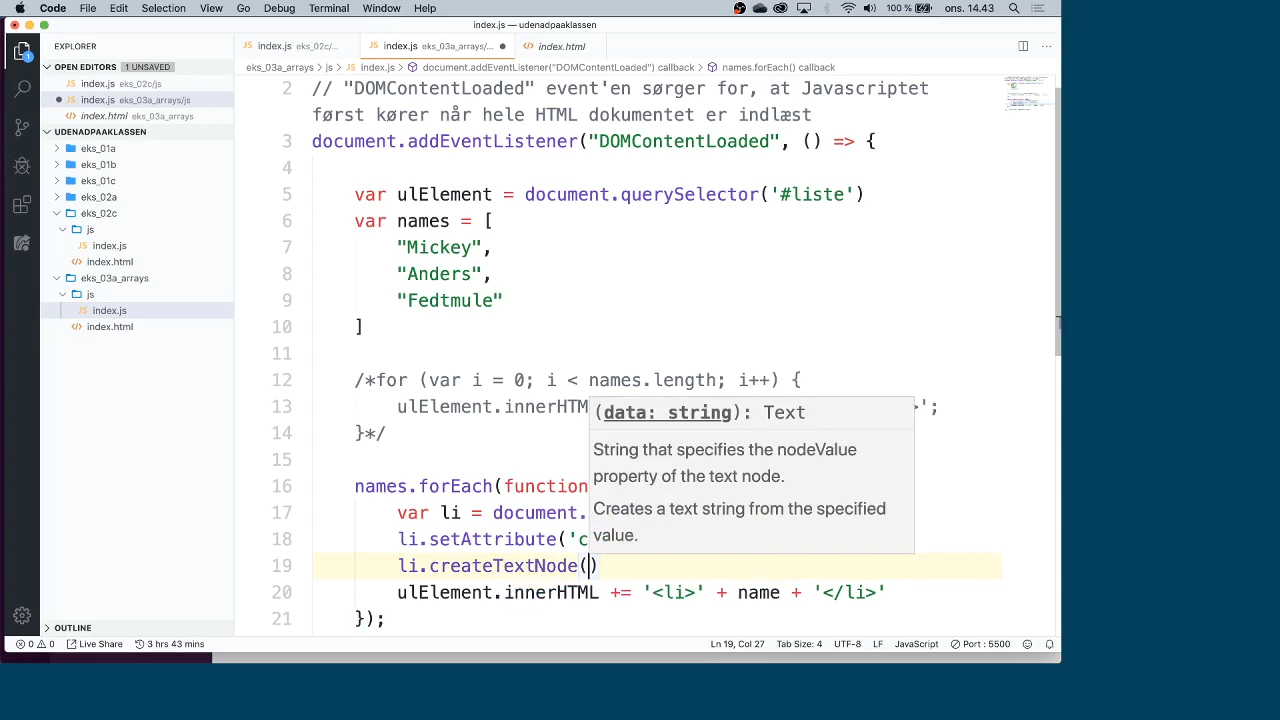 Code File Edit Selection View Go Debug Terminal Window Help 100 % ons. 14.43
index.js — udenadpaaklassen
EXPLORER
JS index.js eks_02c/...
JS index.js eks_03a_arrays/...
index.html
OPEN EDITORS 1 UNSAVED
JS index.js eks_02c/js
JS index.js eks_03a_arrays/js
index.html eks_03a_arrays
UDENADPAAKLASSEN
eks_01a
eks_01b
eks_01c
eks_02a
eks_02c
js
JS index.js
index.html
eks_03a_arrays
js
JS index.js
index.html
OUTLINE
eks_03a_arrays › js › JS index.js › document.addEventListener("DOMContentLoaded") callback › names.forEach() callback
2 // "DOMContentLoaded" event'en sørger for, at Javascriptet
først kører når hele HTML dokumentet er indlæst
3 document.addEventListener("DOMContentLoaded", () => {
4
5 var ulElement = document.querySelector('#liste')
6 var names = [
7 "Mickey",
8 "Anders",
9 "Fedtmule"
10 ]
11
12 /*for (var i = 0; i < names.length; i++) {
13 ulElement.innerHTM >';
14 }*/
15
16 names.forEach(function
17 var li = document.
18 li.setAttribute('c
19 li.createTextNode()
20 ulElement.innerHTML += '<li>' + name + '</li>'
21 });
(data: string): Text
String that specifies the nodeValue
property of the text node.
Creates a text string from the specified
value.
0 0 Live Share 3 hrs 43 mins Ln 19, Col 27 Tab Size: 4 UTF-8 LF JavaScript Port : 5500